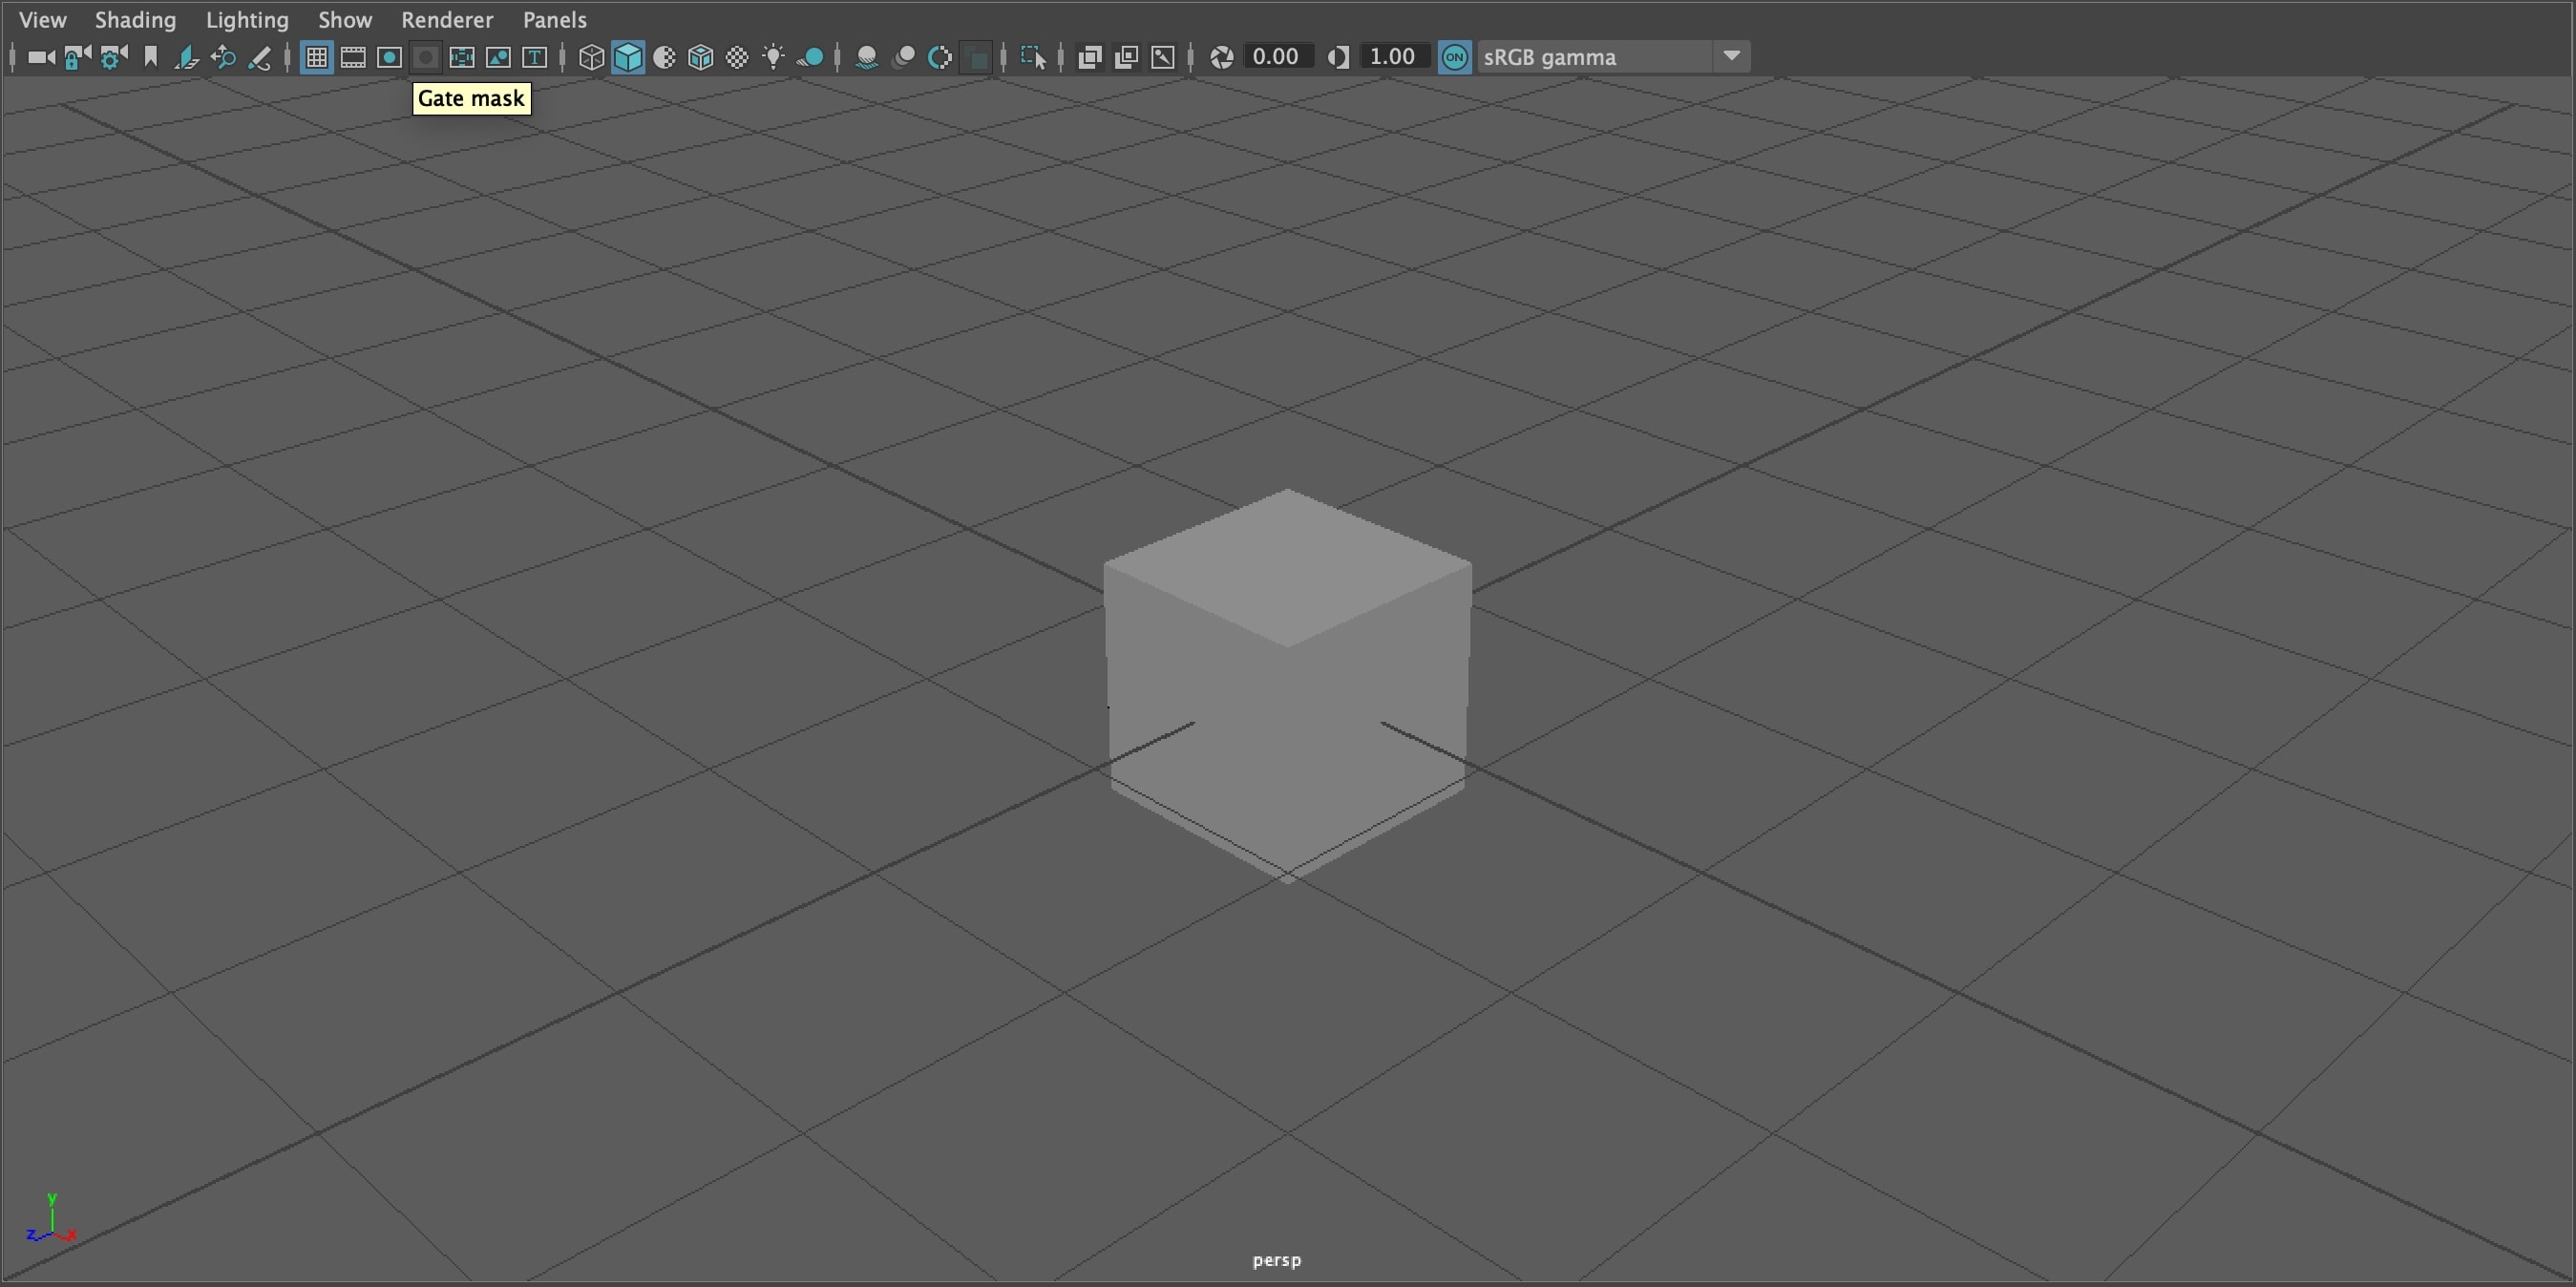 View Shading Lighting Show Renderer Panels
T 0.00 1.00 ON sRGB gamma
Gate mask
y
z x
persp